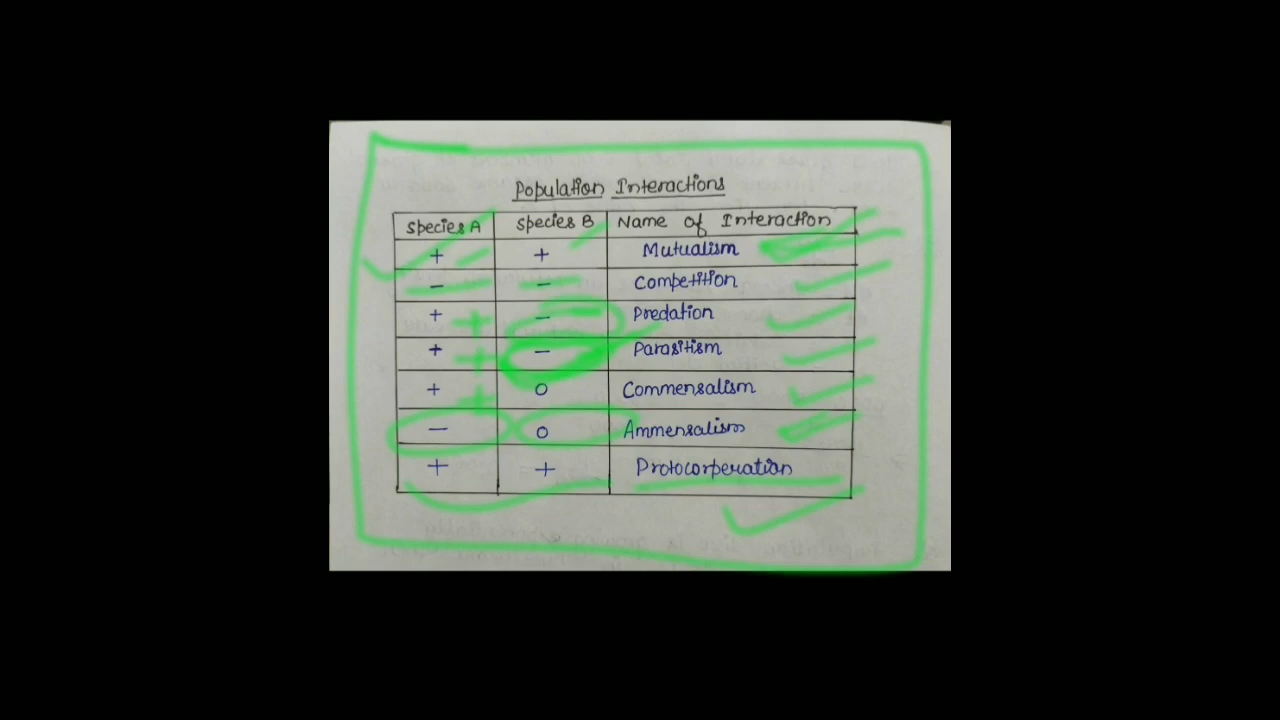 Population Interactions
Species A Species B Name of Interaction
+ + Mutualism
- - Competition
+ - Predation
+ - Parasitism
+ 0 Commensalism
- 0 Ammensalism
+ + Protocorperation